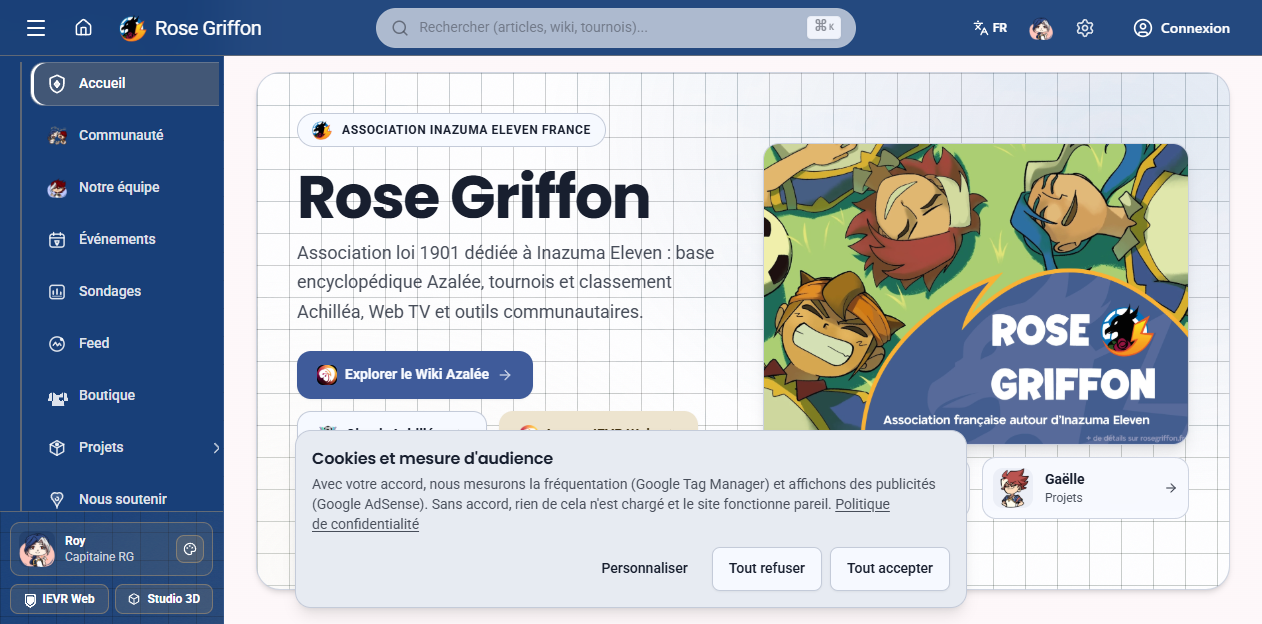 Rose Griffon
Rechercher (articles, wiki, tournois)...
⌘K
FR
Connexion
Accueil
Communauté
Notre équipe
Événements
Sondages
Feed
Boutique
Projets
Nous soutenir
Roy
Capitaine RG
IEVR Web
Studio 3D
ASSOCIATION INAZUMA ELEVEN FRANCE
Rose Griffon
Association loi 1901 dédiée à Inazuma Eleven : base
encyclopédique Azalée, tournois et classement
Achilléa, Web TV et outils communautaires.
Explorer le Wiki Azalée
ROSE
GRIFFON
Association française autour d'Inazuma Eleven
+ de détails sur rosegriffon.fr
Gaëlle
Projets
Cookies et mesure d'audience
Avec votre accord, nous mesurons la fréquentation (Google Tag Manager) et affichons des publicités
(Google AdSense). Sans accord, rien de cela n'est chargé et le site fonctionne pareil. Politique
de confidentialité
Personnaliser
Tout refuser
Tout accepter